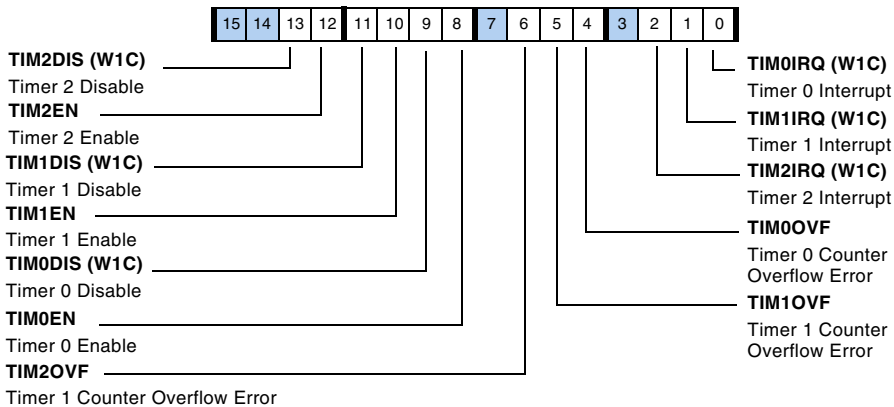 15 14 13 12 11 10 9 8 7 6 5 4 3 2 1 0
TIM2DIS (W1C)
Timer 2 Disable
TIM2EN
Timer 2 Enable
TIM1DIS (W1C)
Timer 1 Disable
TIM1EN
Timer 1 Enable
TIM0DIS (W1C)
Timer 0 Disable
TIM0EN
Timer 0 Enable
TIM2OVF
Timer 1 Counter Overflow Error
TIM0IRQ (W1C)
Timer 0 Interrupt
TIM1IRQ (W1C)
Timer 1 Interrupt
TIM2IRQ (W1C)
Timer 2 Interrupt
TIM0OVF
Timer 0 Counter
Overflow Error
TIM1OVF
Timer 1 Counter
Overflow Error